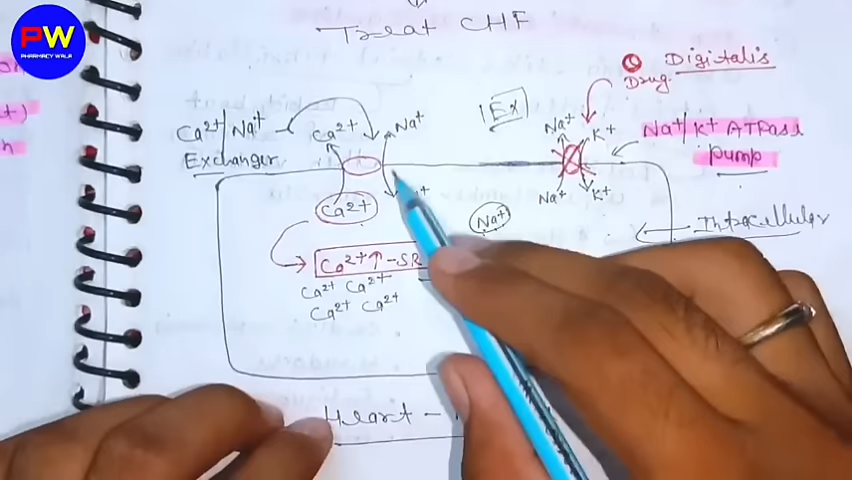 PW
PHARMACY WALA
Treat CHF
Digitalis
Drug
Ex
Ca²⁺/Na⁺
Exchanger
Ca²⁺
Na⁺
Na⁺
K⁺
Na⁺/K⁺ ATPase
pump
Ca²⁺
Na⁺
Na⁺
K⁺
Intracellular
Ca²⁺↑-SR
Ca²⁺ Ca²⁺
Ca²⁺ Ca²⁺
Heart -